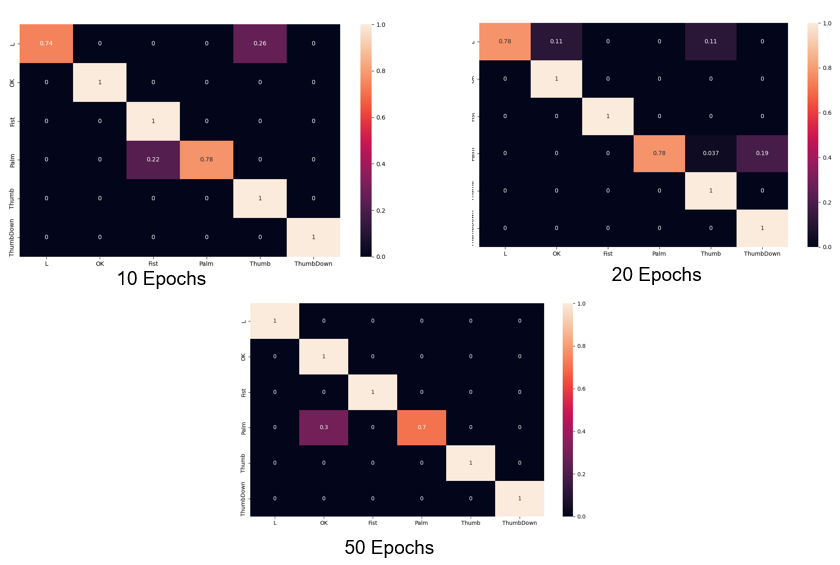 L 0.74 0 0 0 0.26 0
OK 0 1 0 0 0 0
Fist 0 0 1 0 0 0
Palm 0 0 0.22 0.78 0 0
Thumb 0 0 0 0 1 0
ThumbDown 0 0 0 0 0 1
L OK Fist Palm Thumb ThumbDown
1.0
0.8
0.6
0.4
0.2
0.0
10 Epochs
0.78 0.11 0 0 0.11 0
0 1 0 0 0 0
0 0 1 0 0 0
0 0 0 0.78 0.037 0.19
0 0 0 0 1 0
0 0 0 0 0 1
L OK Fist Palm Thumb ThumbDown
1.0
0.8
0.6
0.4
0.2
0.0
20 Epochs
L 1 0 0 0 0 0
OK 0 1 0 0 0 0
Fist 0 0 1 0 0 0
Palm 0 0.3 0 0.7 0 0
Thumb 0 0 0 0 1 0
ThumbDown 0 0 0 0 0 1
L OK Fist Palm Thumb ThumbDown
1.0
0.8
0.6
0.4
0.2
0.0
50 Epochs